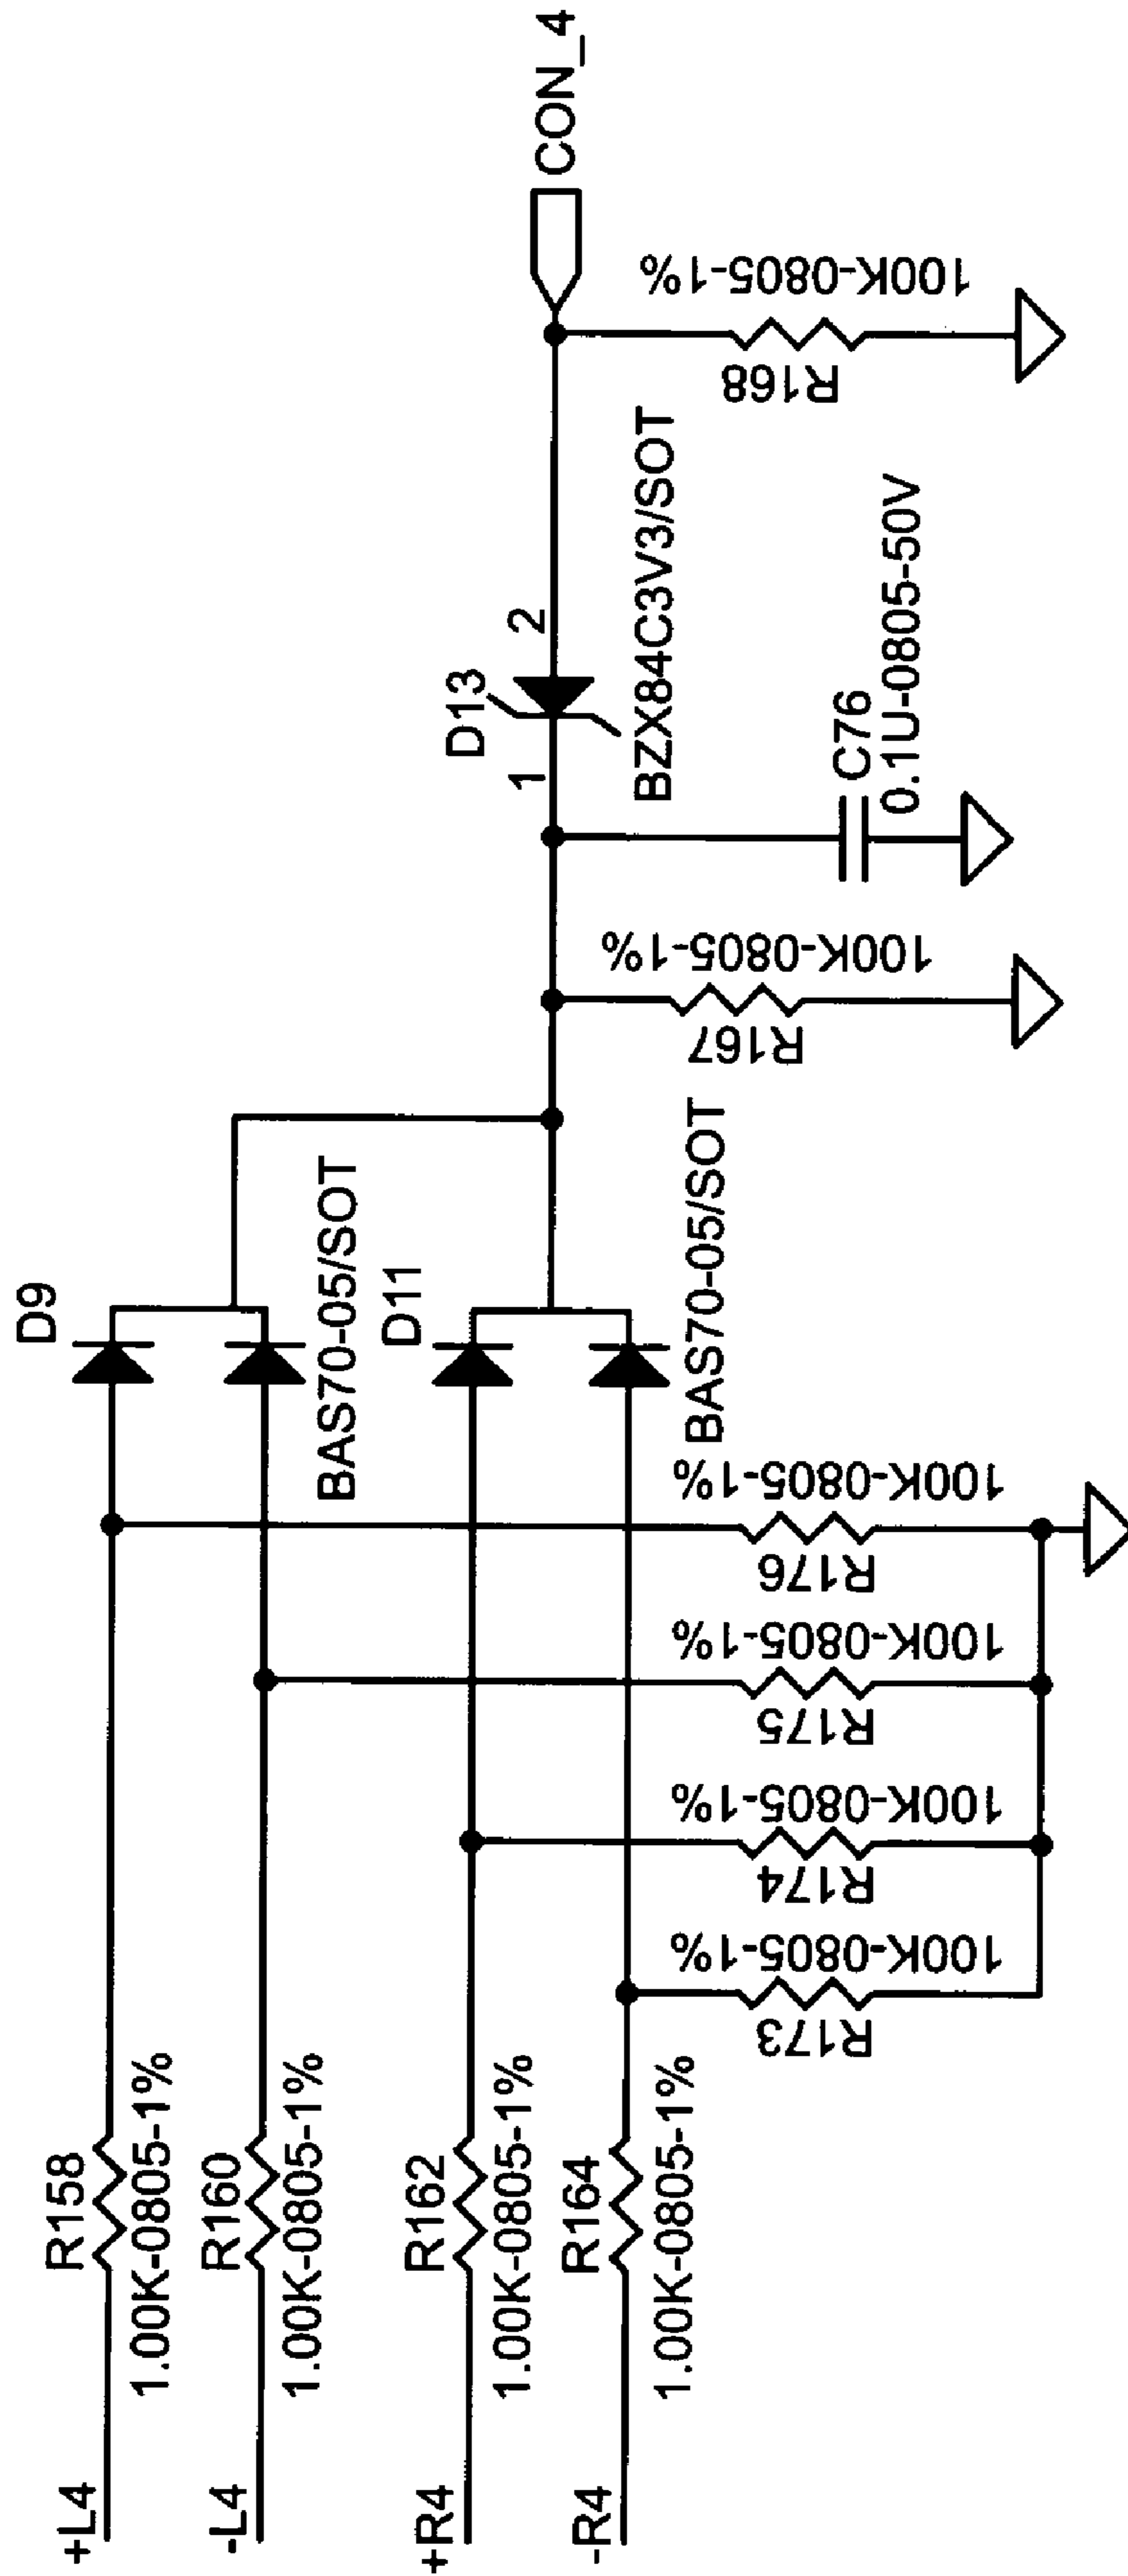 +L4
R158
1.00K-0805-1%
-L4
R160
1.00K-0805-1%
+R4
R162
1.00K-0805-1%
-R4
R164
1.00K-0805-1%
R173
100K-0805-1%
R174
100K-0805-1%
R175
100K-0805-1%
R176
100K-0805-1%
D9
BAS70-05/SOT
D11
BAS70-05/SOT
R167
100K-0805-1%
C76
0.1U-0805-50V
D13
1
2
BZX84C3V3/SOT
R168
100K-0805-1%
CON_4